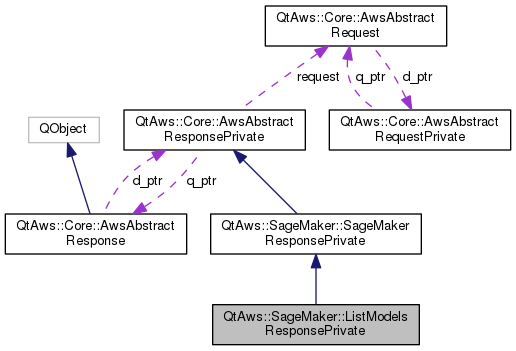 QtAws::Core::AwsAbstract
Request
request
q_ptr
d_ptr
QObject
QtAws::Core::AwsAbstract
ResponsePrivate
QtAws::Core::AwsAbstract
RequestPrivate
d_ptr
q_ptr
QtAws::Core::AwsAbstract
Response
QtAws::SageMaker::SageMaker
ResponsePrivate
QtAws::SageMaker::ListModels
ResponsePrivate